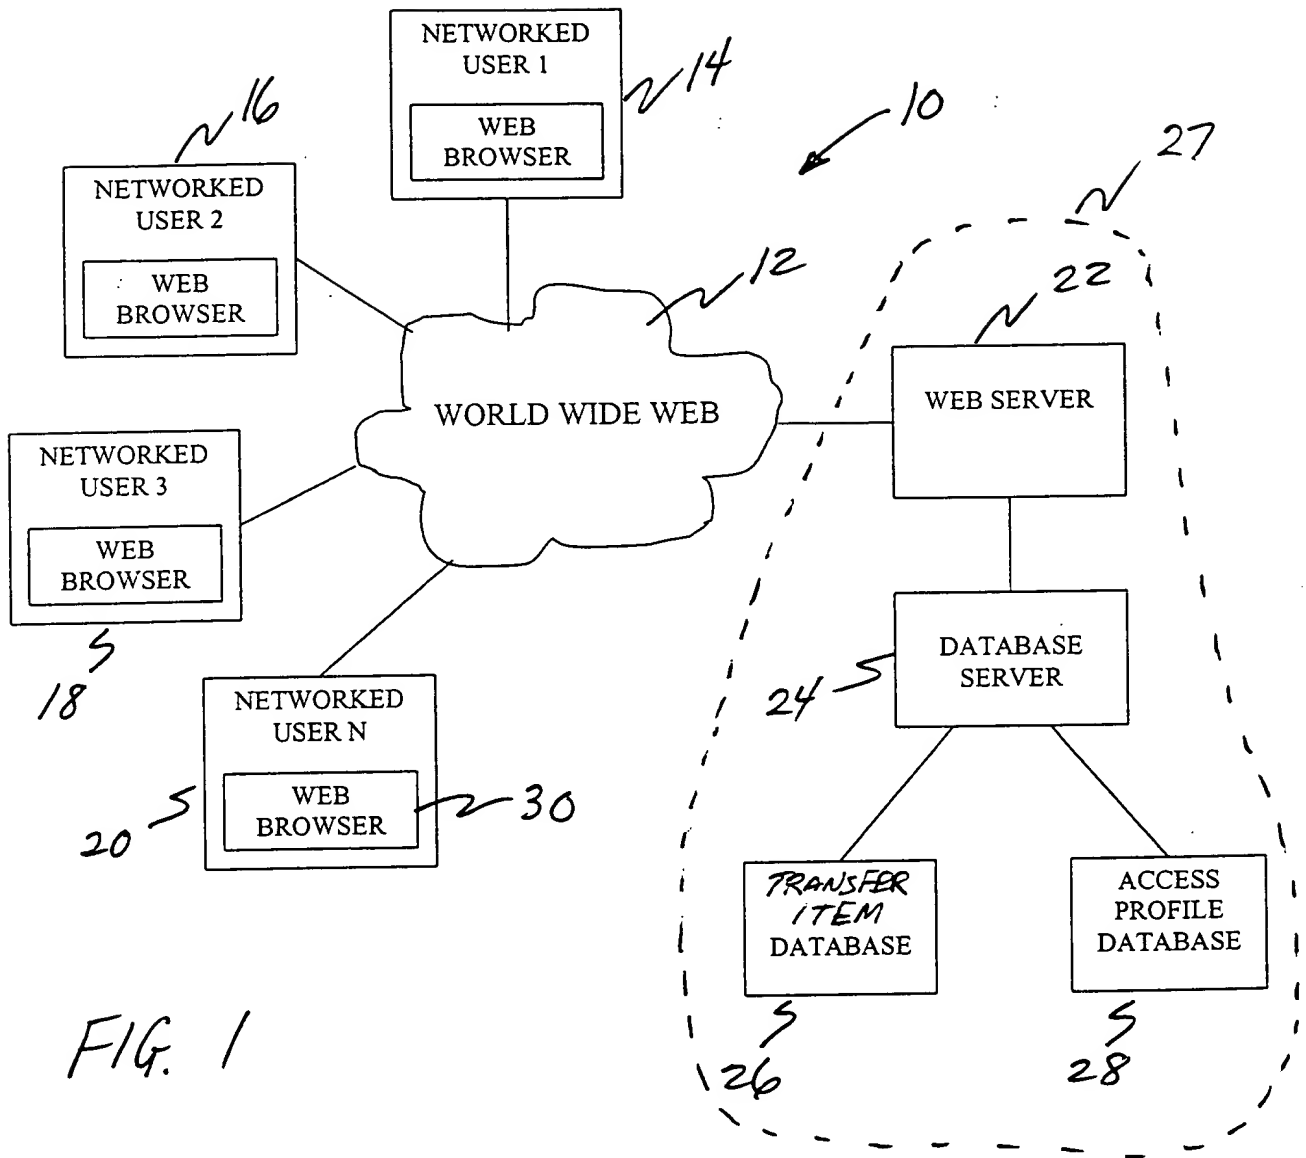 NETWORKED
USER 1
WEB
BROWSER
14
10
27
16
NETWORKED
USER 2
WEB
BROWSER
12
22
WORLD WIDE WEB
WEB SERVER
NETWORKED
USER 3
WEB
BROWSER
18
DATABASE
SERVER
24
NETWORKED
USER N
WEB
BROWSER
30
20
TRANSFER
ITEM
DATABASE
ACCESS
PROFILE
DATABASE
26
28
FIG. 1